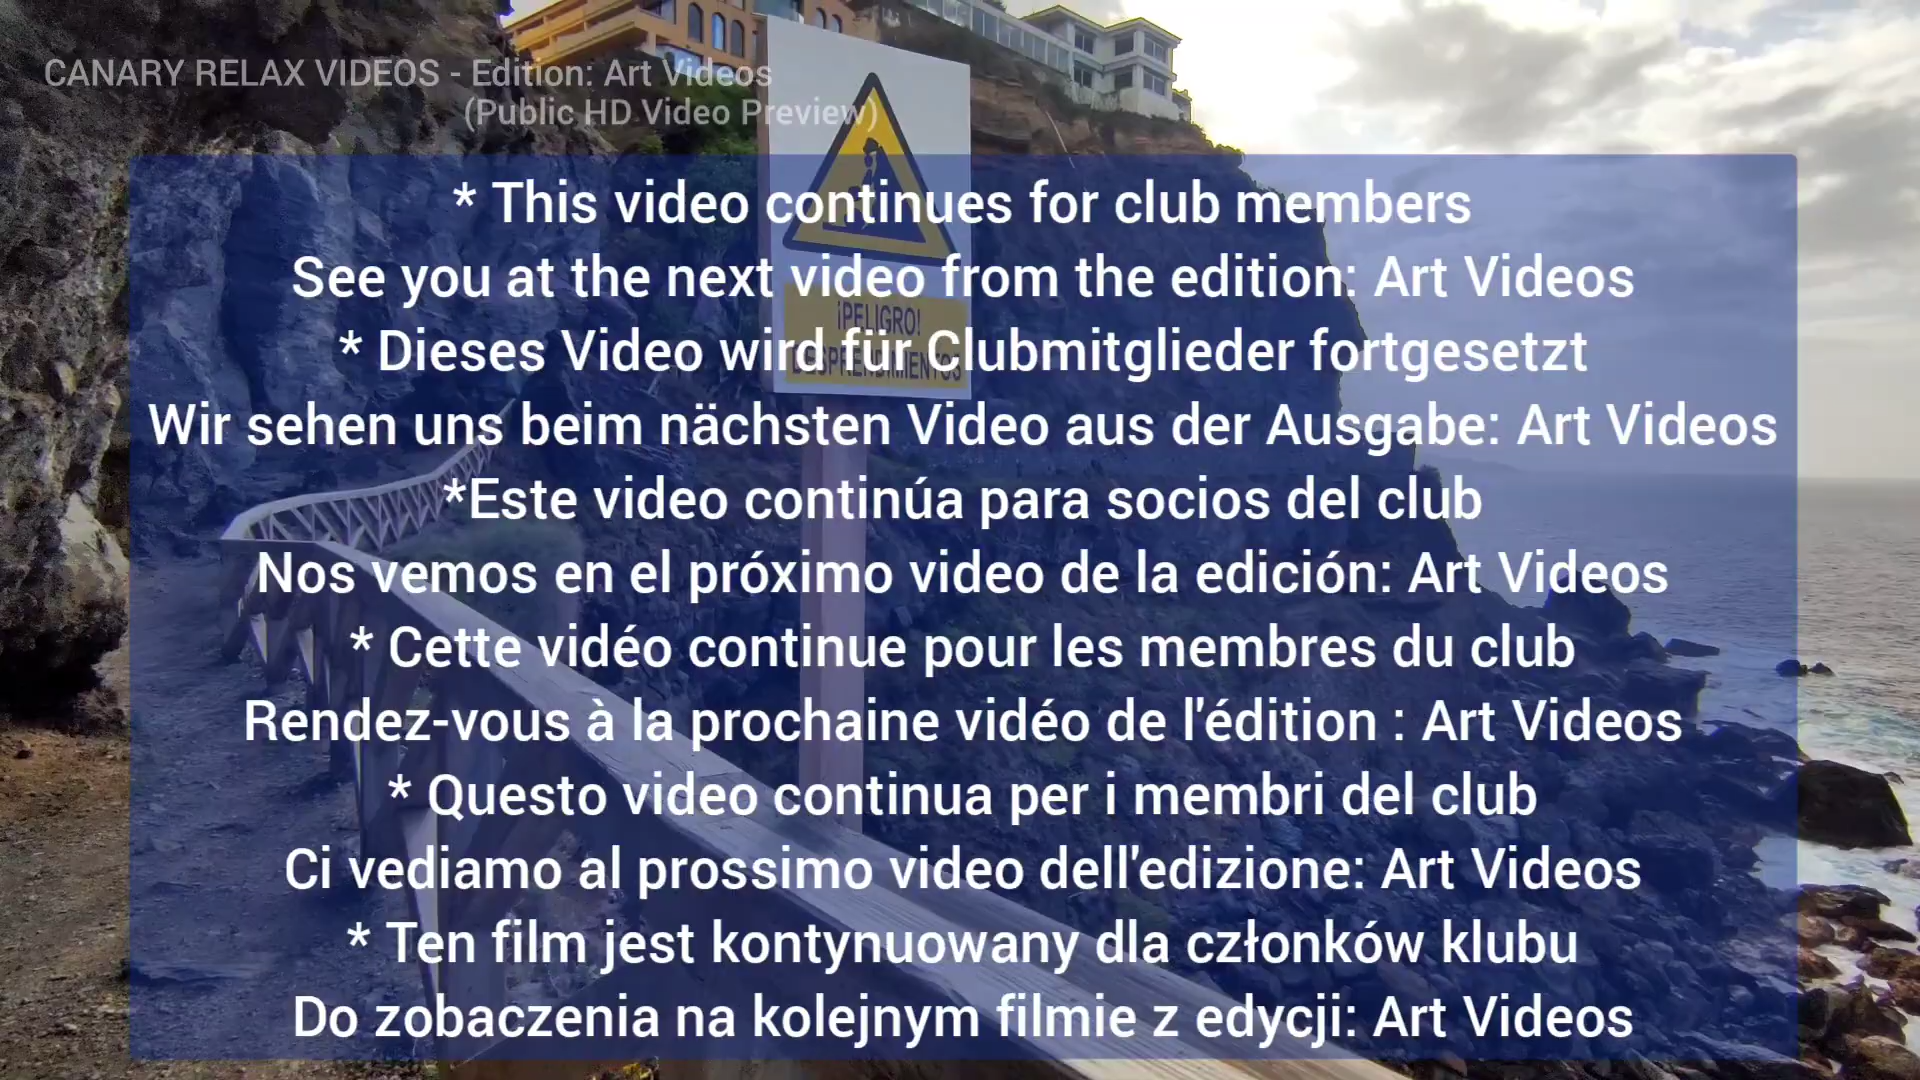 CANARY RELAX VIDEOS - Edition: Art Videos
(Public HD Video Preview)
* This video continues for club members
See you at the next video from the edition: Art Videos
¡PELIGRO!
DESPRENDIMIENTOS
* Dieses Video wird für Clubmitglieder fortgesetzt
Wir sehen uns beim nächsten Video aus der Ausgabe: Art Videos
*Este video continúa para socios del club
Nos vemos en el próximo video de la edición: Art Videos
* Cette vidéo continue pour les membres du club
Rendez-vous à la prochaine vidéo de l'édition : Art Videos
* Questo video continua per i membri del club
Ci vediamo al prossimo video dell'edizione: Art Videos
* Ten film jest kontynuowany dla członków klubu
Do zobaczenia na kolejnym filmie z edycji: Art Videos